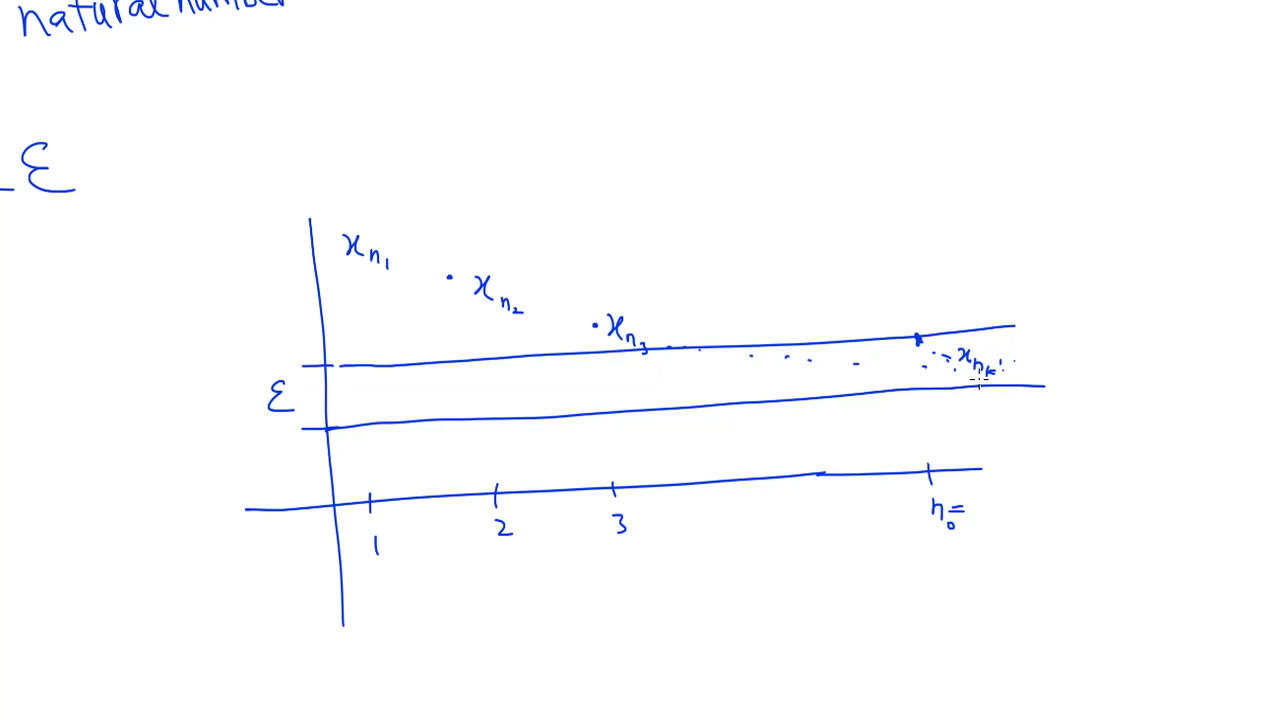 natural number
_ ε
x_{n_1}
x_{n_2}
x_{n_3}
x_{n_k}
ε
1 2 3 n_0=